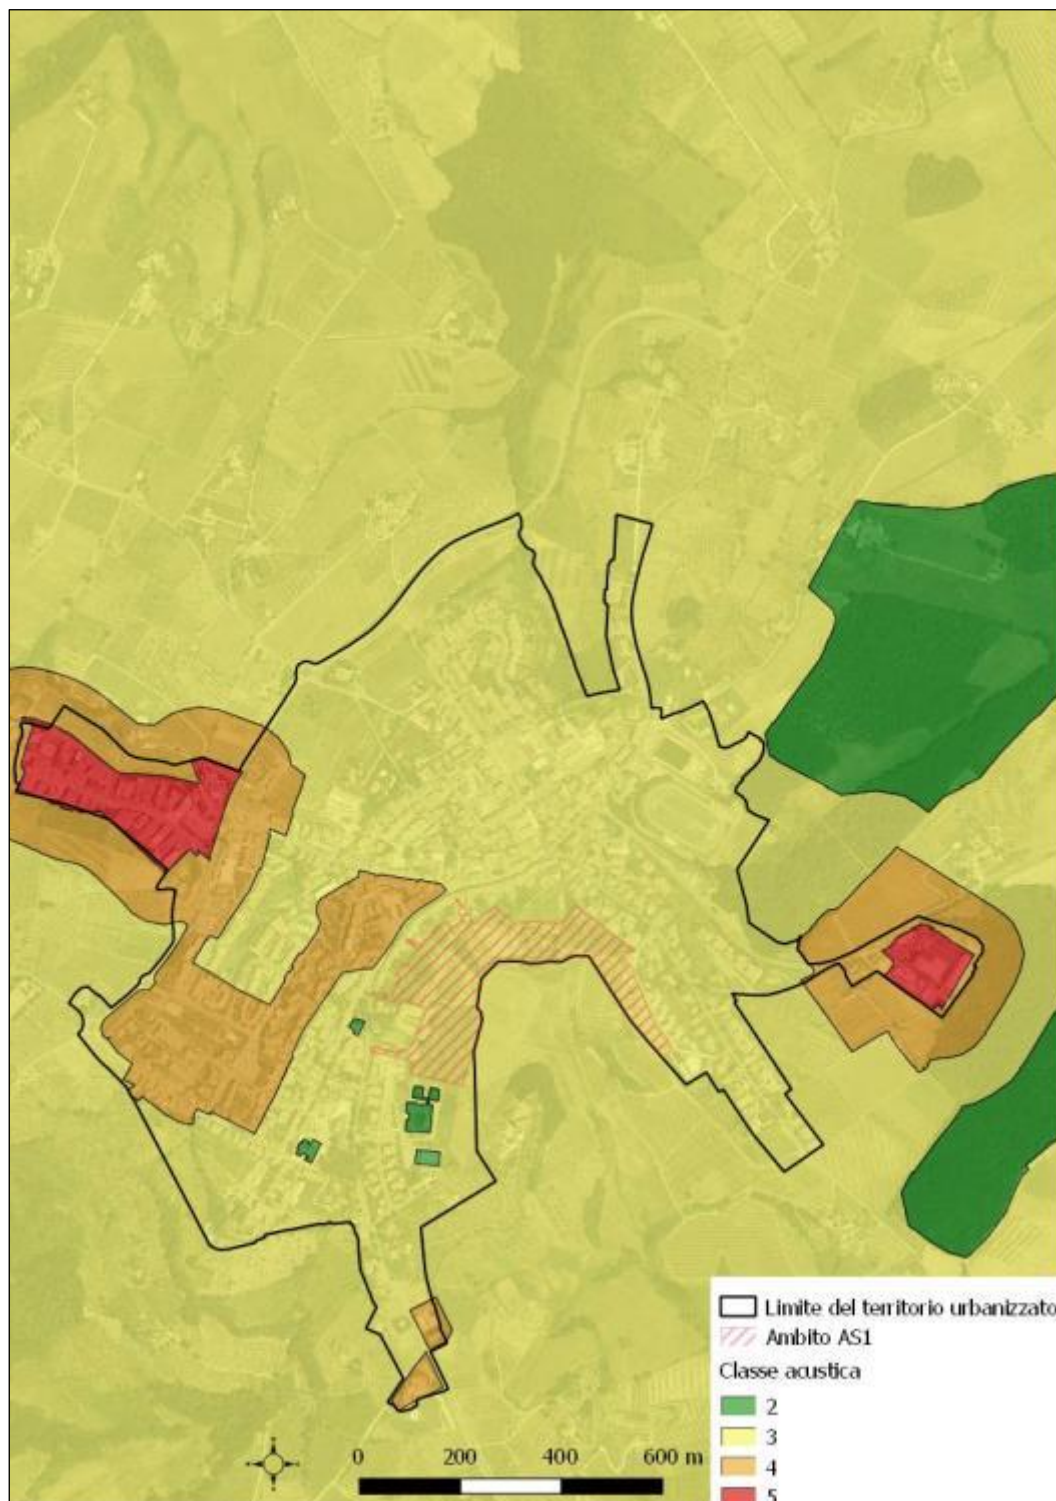 Limite del territorio urbanizzato
Ambito AS1
Classe acustica
2
3
4
5
0 200 400 600 m